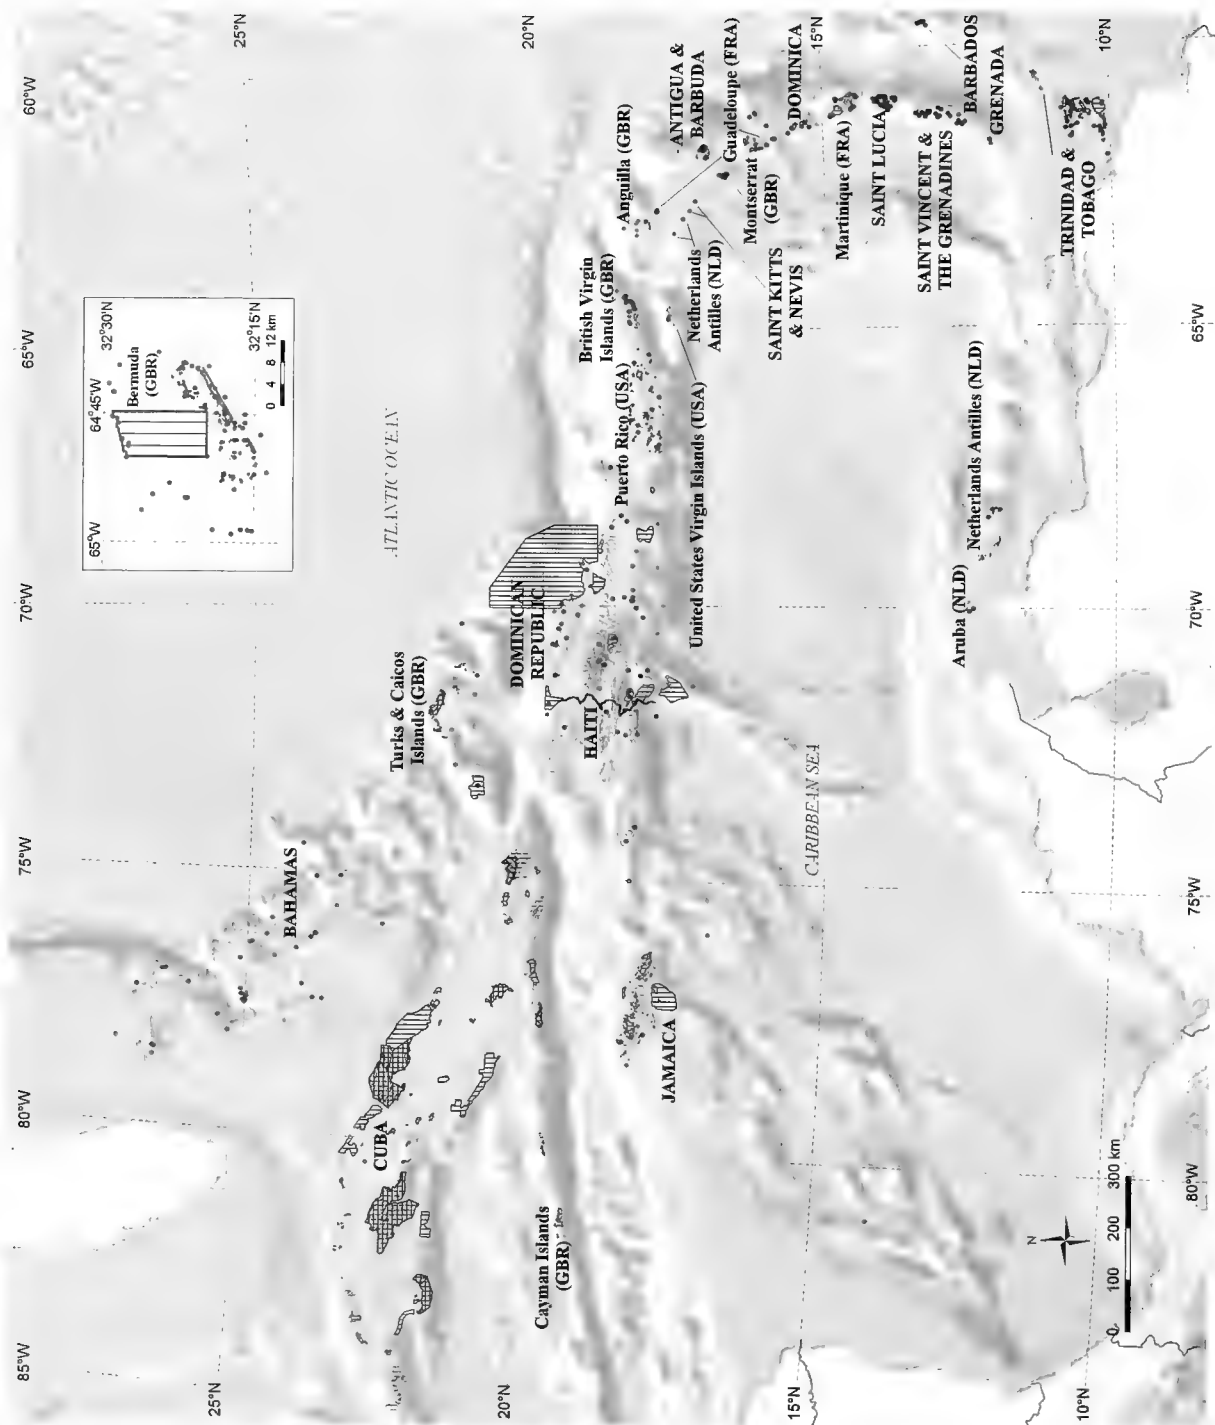 85°W
80°W
75°W
70°W
65°W
60°W
25°N
25°N
65°W
64°45'W
32°30'N
Bermuda
(GBR)
32°15'N
0 4 8 12 km
ATLANTIC OCEAN
BAHAMAS
Turks & Caicos
Islands (GBR)
CUBA
20°N
20°N
Cayman Islands
(GBR)
DOMINICAN
REPUBLIC
HAITI
JAMAICA
Puerto Rico (USA)
British Virgin
Islands (GBR)
Anguilla (GBR)
United States Virgin Islands (USA)
Netherlands
Antilles (NLD)
ANTIGUA &
BARBUDA
Guadeloupe (FRA)
Montserrat
(GBR)
SAINT KITTS
& NEVIS
DOMINICA
15°N
15°N
CARIBBEAN SEA
Martinique (FRA)
SAINT LUCIA
SAINT VINCENT &
THE GRENADINES
BARBADOS
GRENADA
Aruba (NLD)
Netherlands Antilles (NLD)
TRINIDAD &
TOBAGO
10°N
10°N
N
0 100 200 300 km
80°W
75°W
70°W
65°W